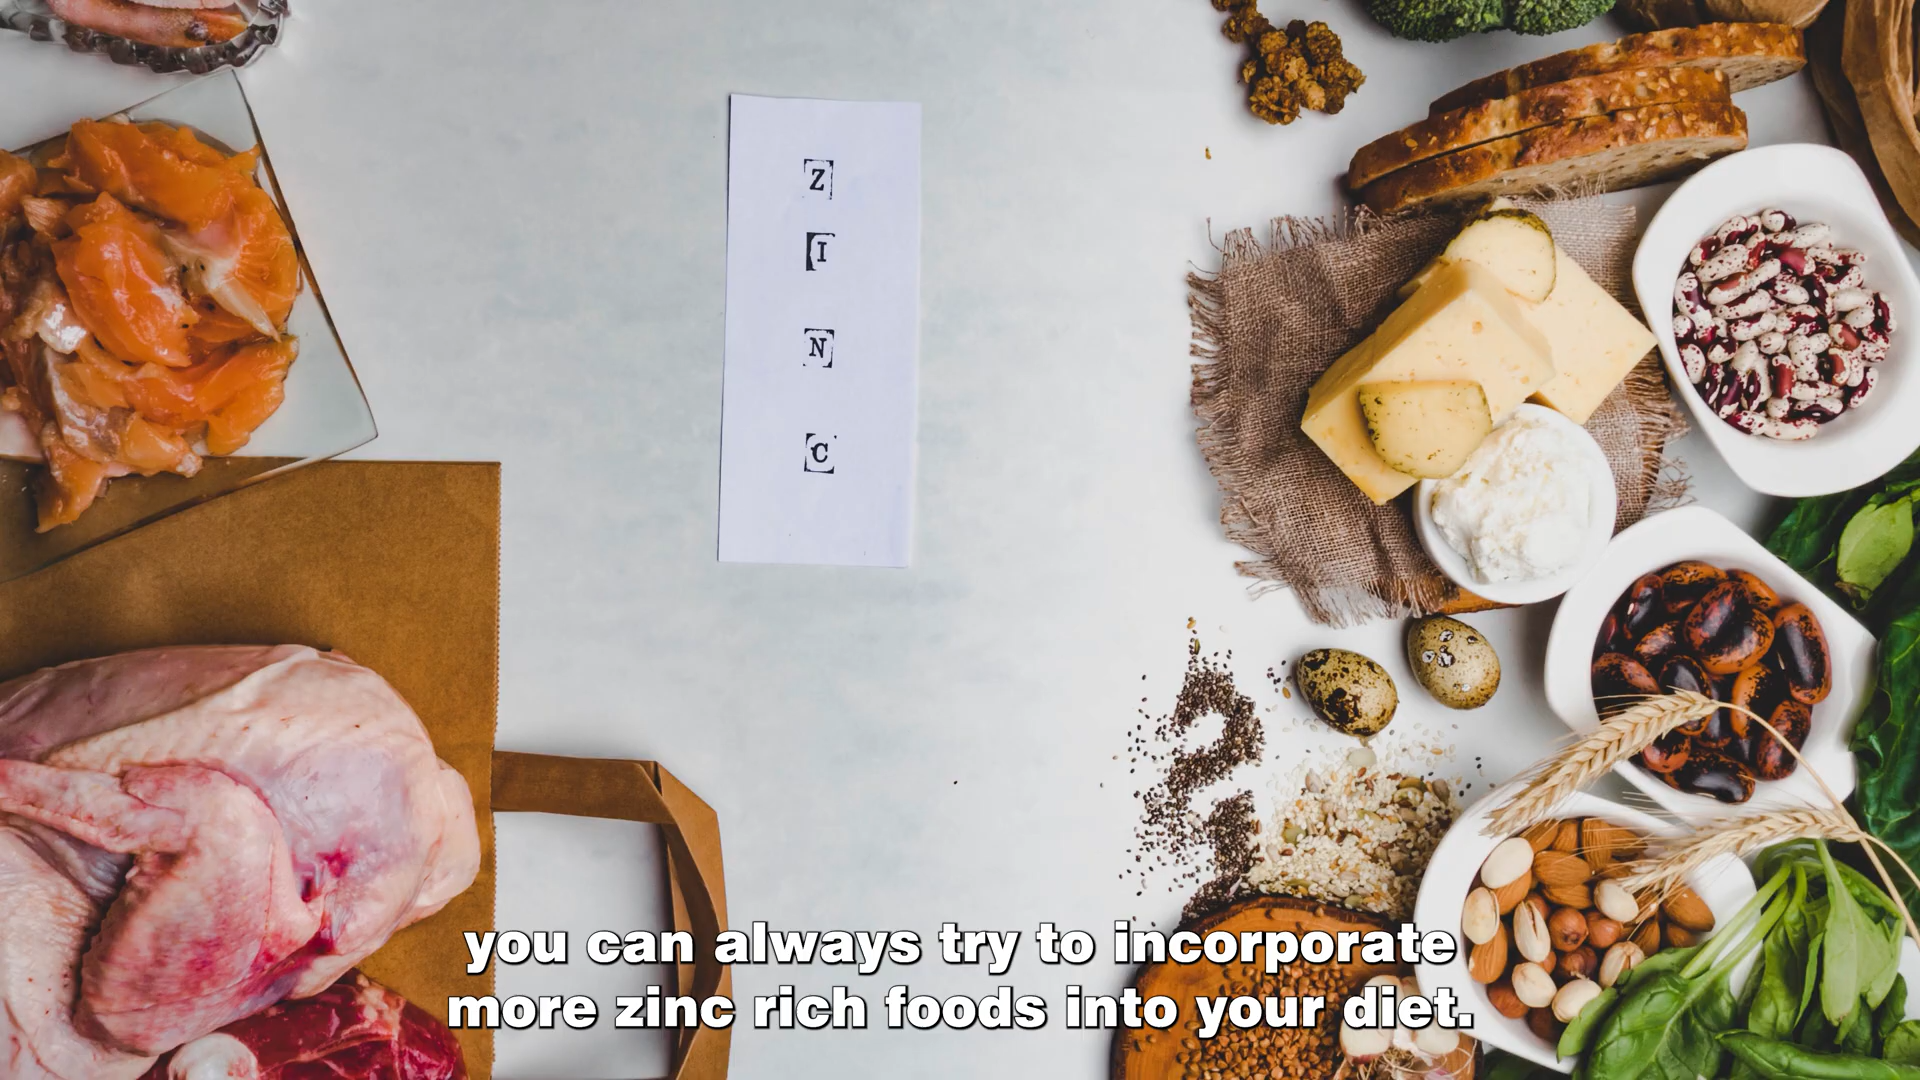 Z
I
N
C
you can always try to incorporate
more zinc rich foods into your diet.